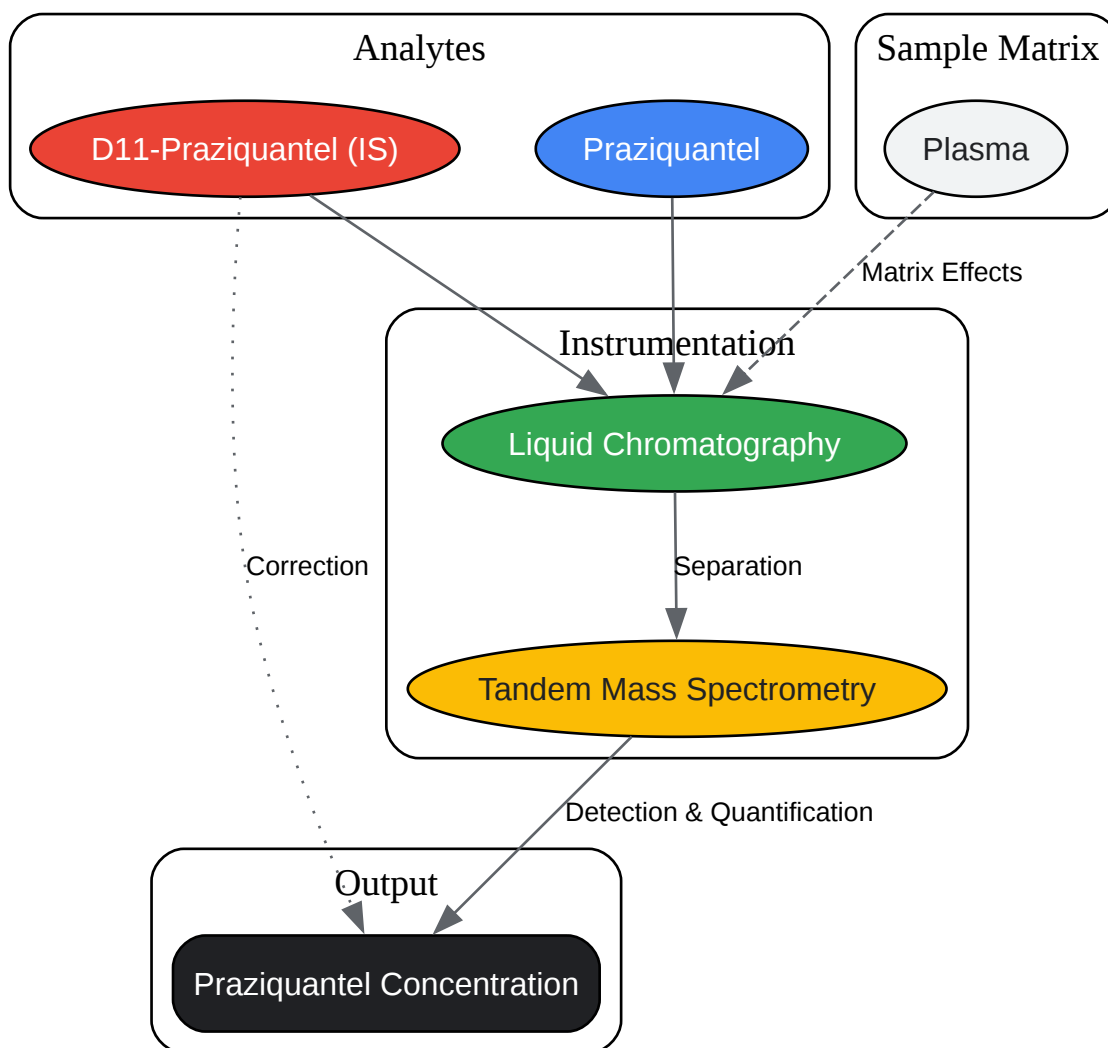 Analytes
Sample Matrix
D11-Praziquantel (IS)
Praziquantel
Plasma
Matrix Effects
Instrumentation
Liquid Chromatography
Correction
Separation
Tandem Mass Spectrometry
Detection & Quantification
Output
Praziquantel Concentration